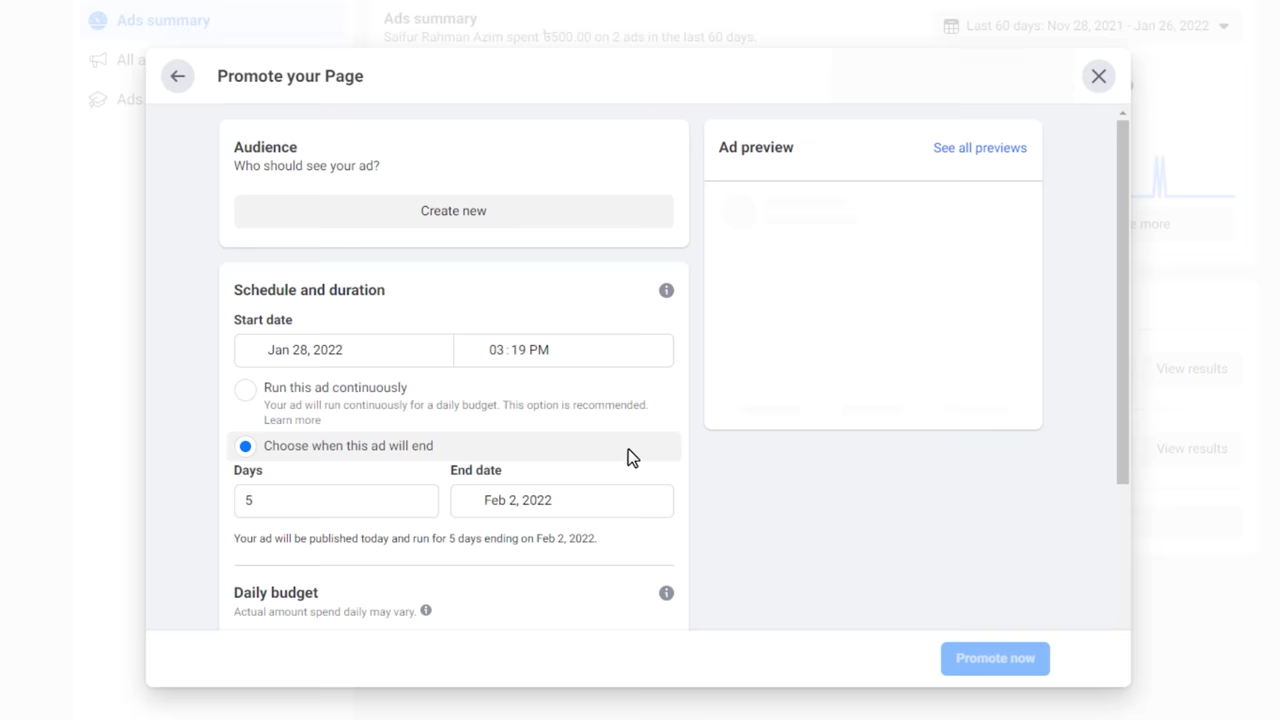 Ads summary
Ads summary
Saifur Rahman Azim spent ৳500.00 on 2 ads in the last 60 days.
Last 60 days: Nov 28, 2021 - Jan 26, 2022
All a
Ads
Promote your Page
Audience
Who should see your ad?
Create new
Ad preview
See all previews
e more
Schedule and duration
Start date
Jan 28, 2022
03:19 PM
Run this ad continuously
Your ad will run continuously for a daily budget. This option is recommended.
Learn more
View results
Choose when this ad will end
View results
Days
End date
5
Feb 2, 2022
Your ad will be published today and run for 5 days ending on Feb 2, 2022.
Daily budget
Actual amount spend daily may vary.
Promote now